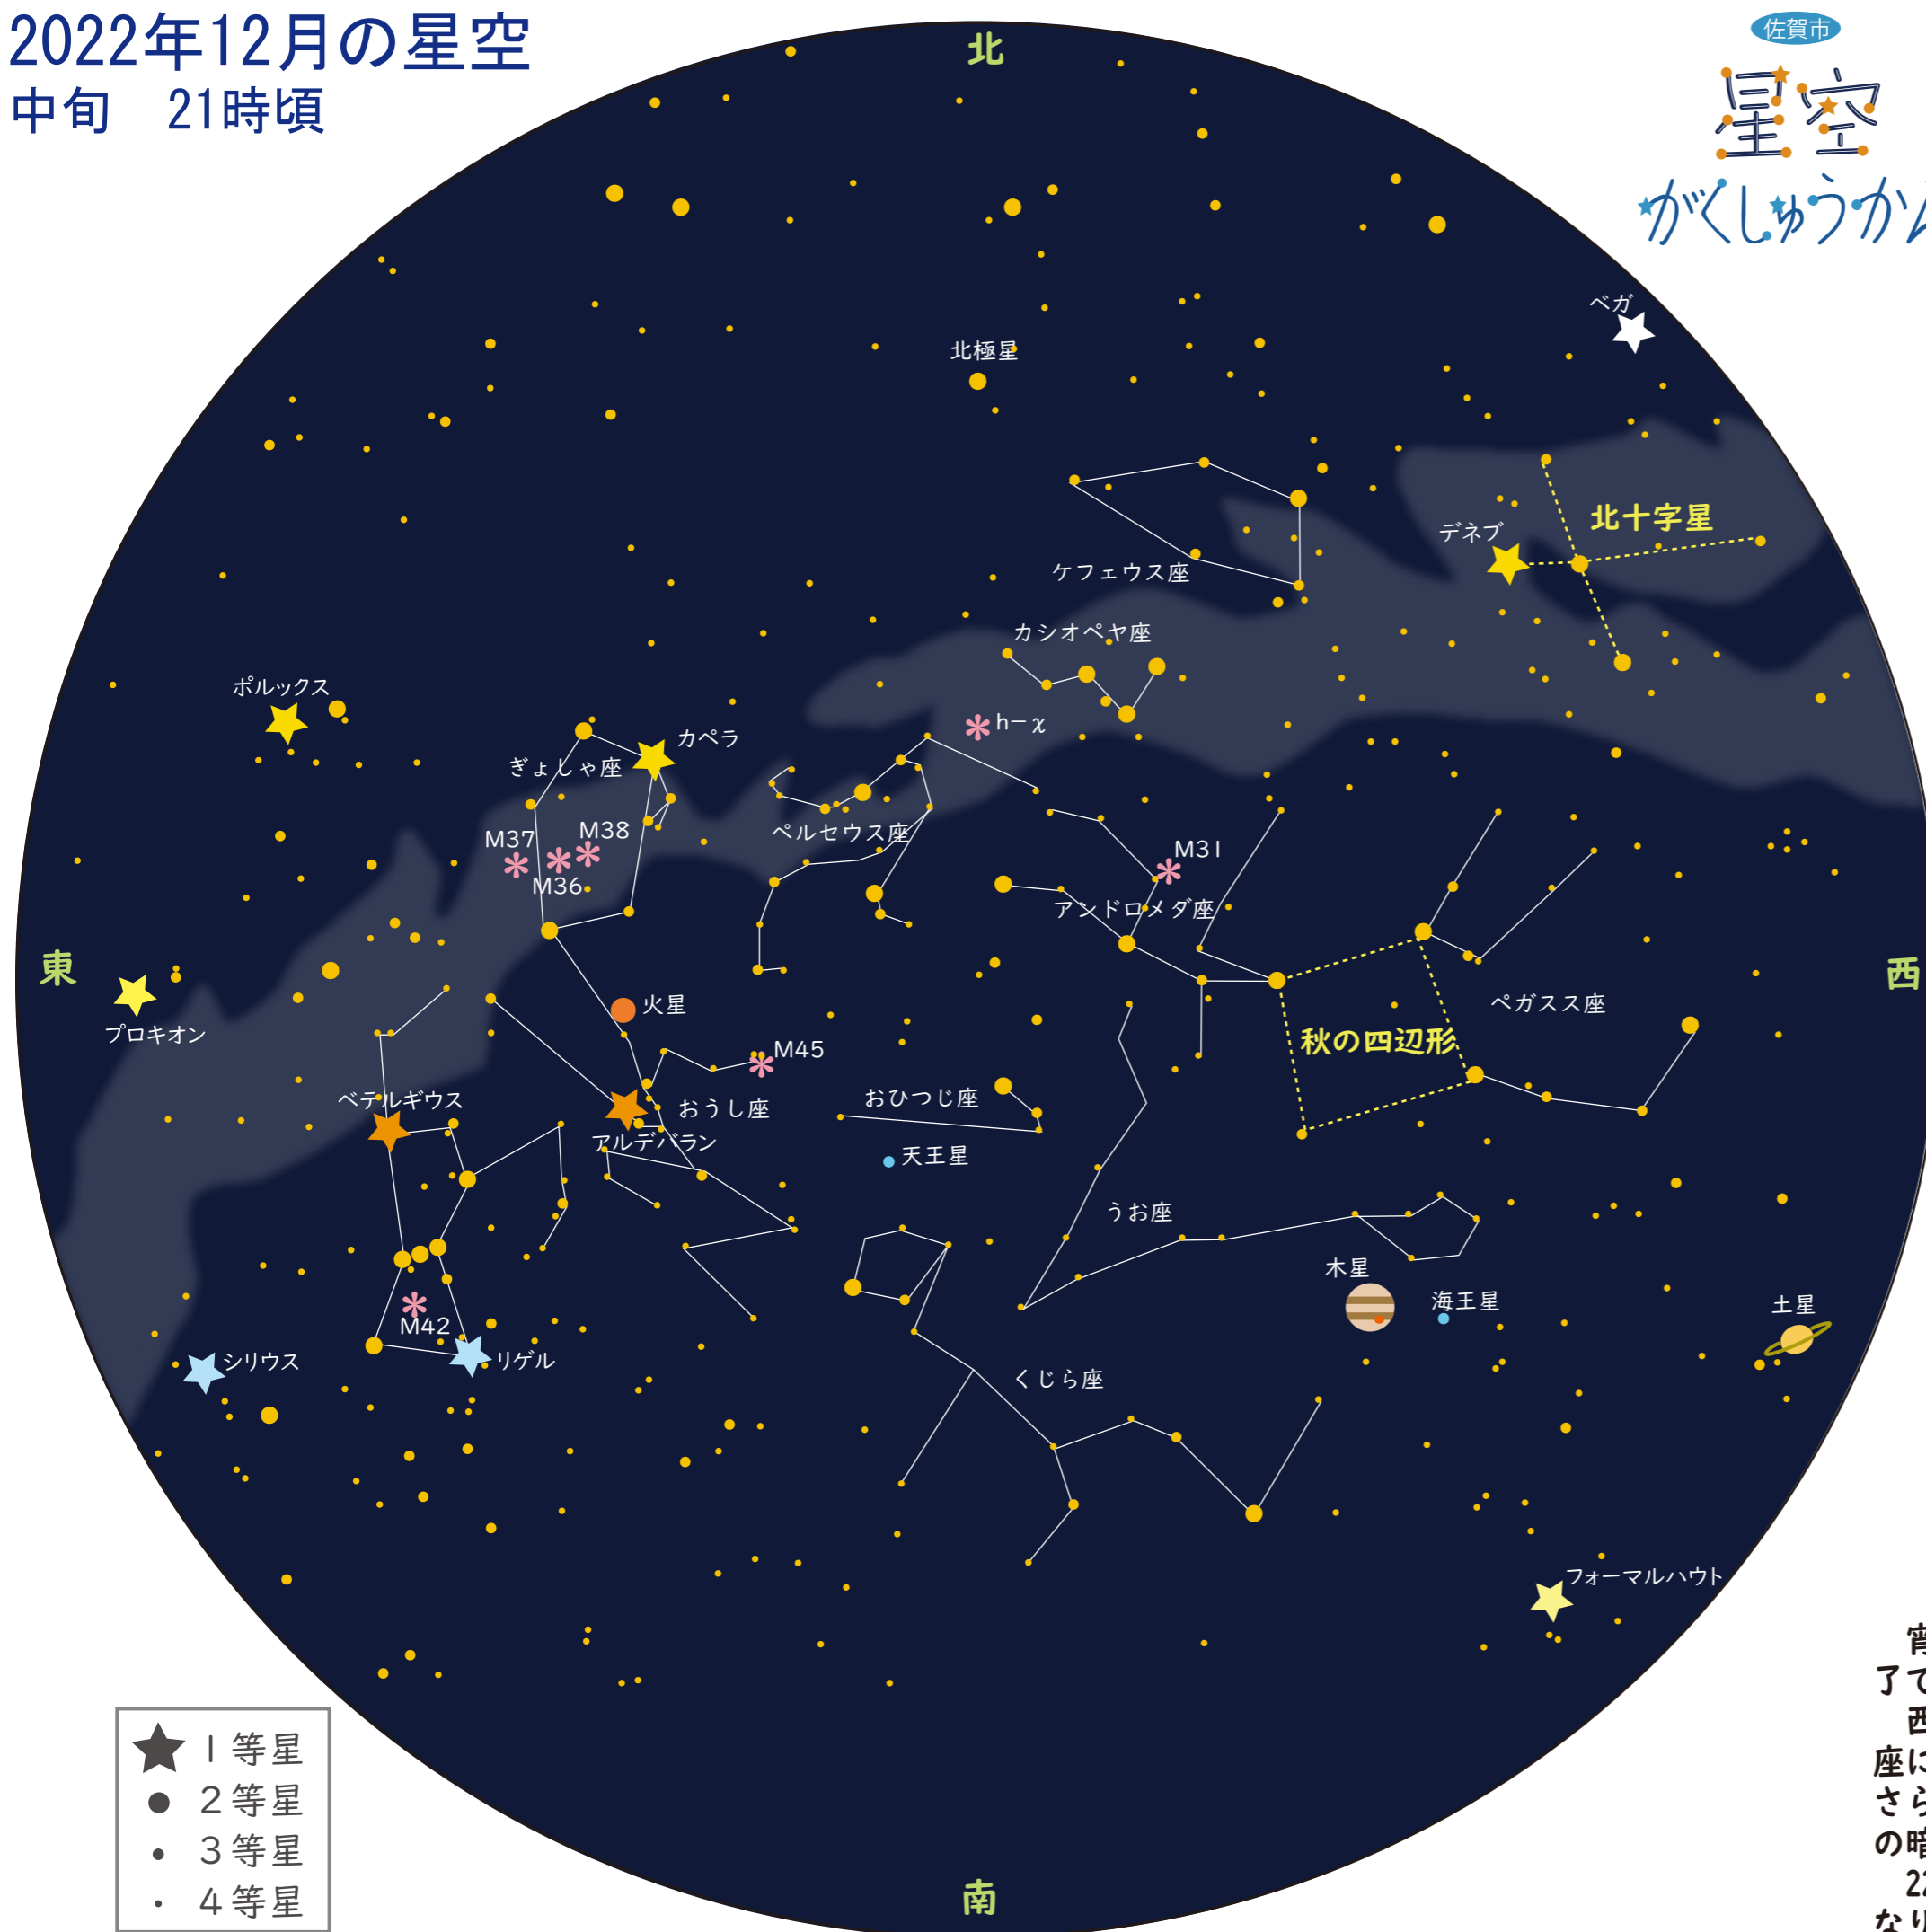 2022年12月の星空
中旬　21時頃
佐賀市
星空
がくしゅうか
北
ベガ
北極星
北十字星
デネブ
ケフェウス座
カシオペヤ座
ポルックス
h−χ
カペラ
ぎょしゃ座
M37
M38
M36
ペルセウス座
M31
アンドロメダ座
東
西
プロキオン
火星
M45
ペガスス座
秋の四辺形
ベテルギウス
おうし座
おひつじ座
アルデバラン
天王星
うお座
木星
海王星
土星
M42
シリウス
リゲル
くじら座
フォーマルハウト
南
1等星
2等星
3等星
4等星
了
座
さ
の
な